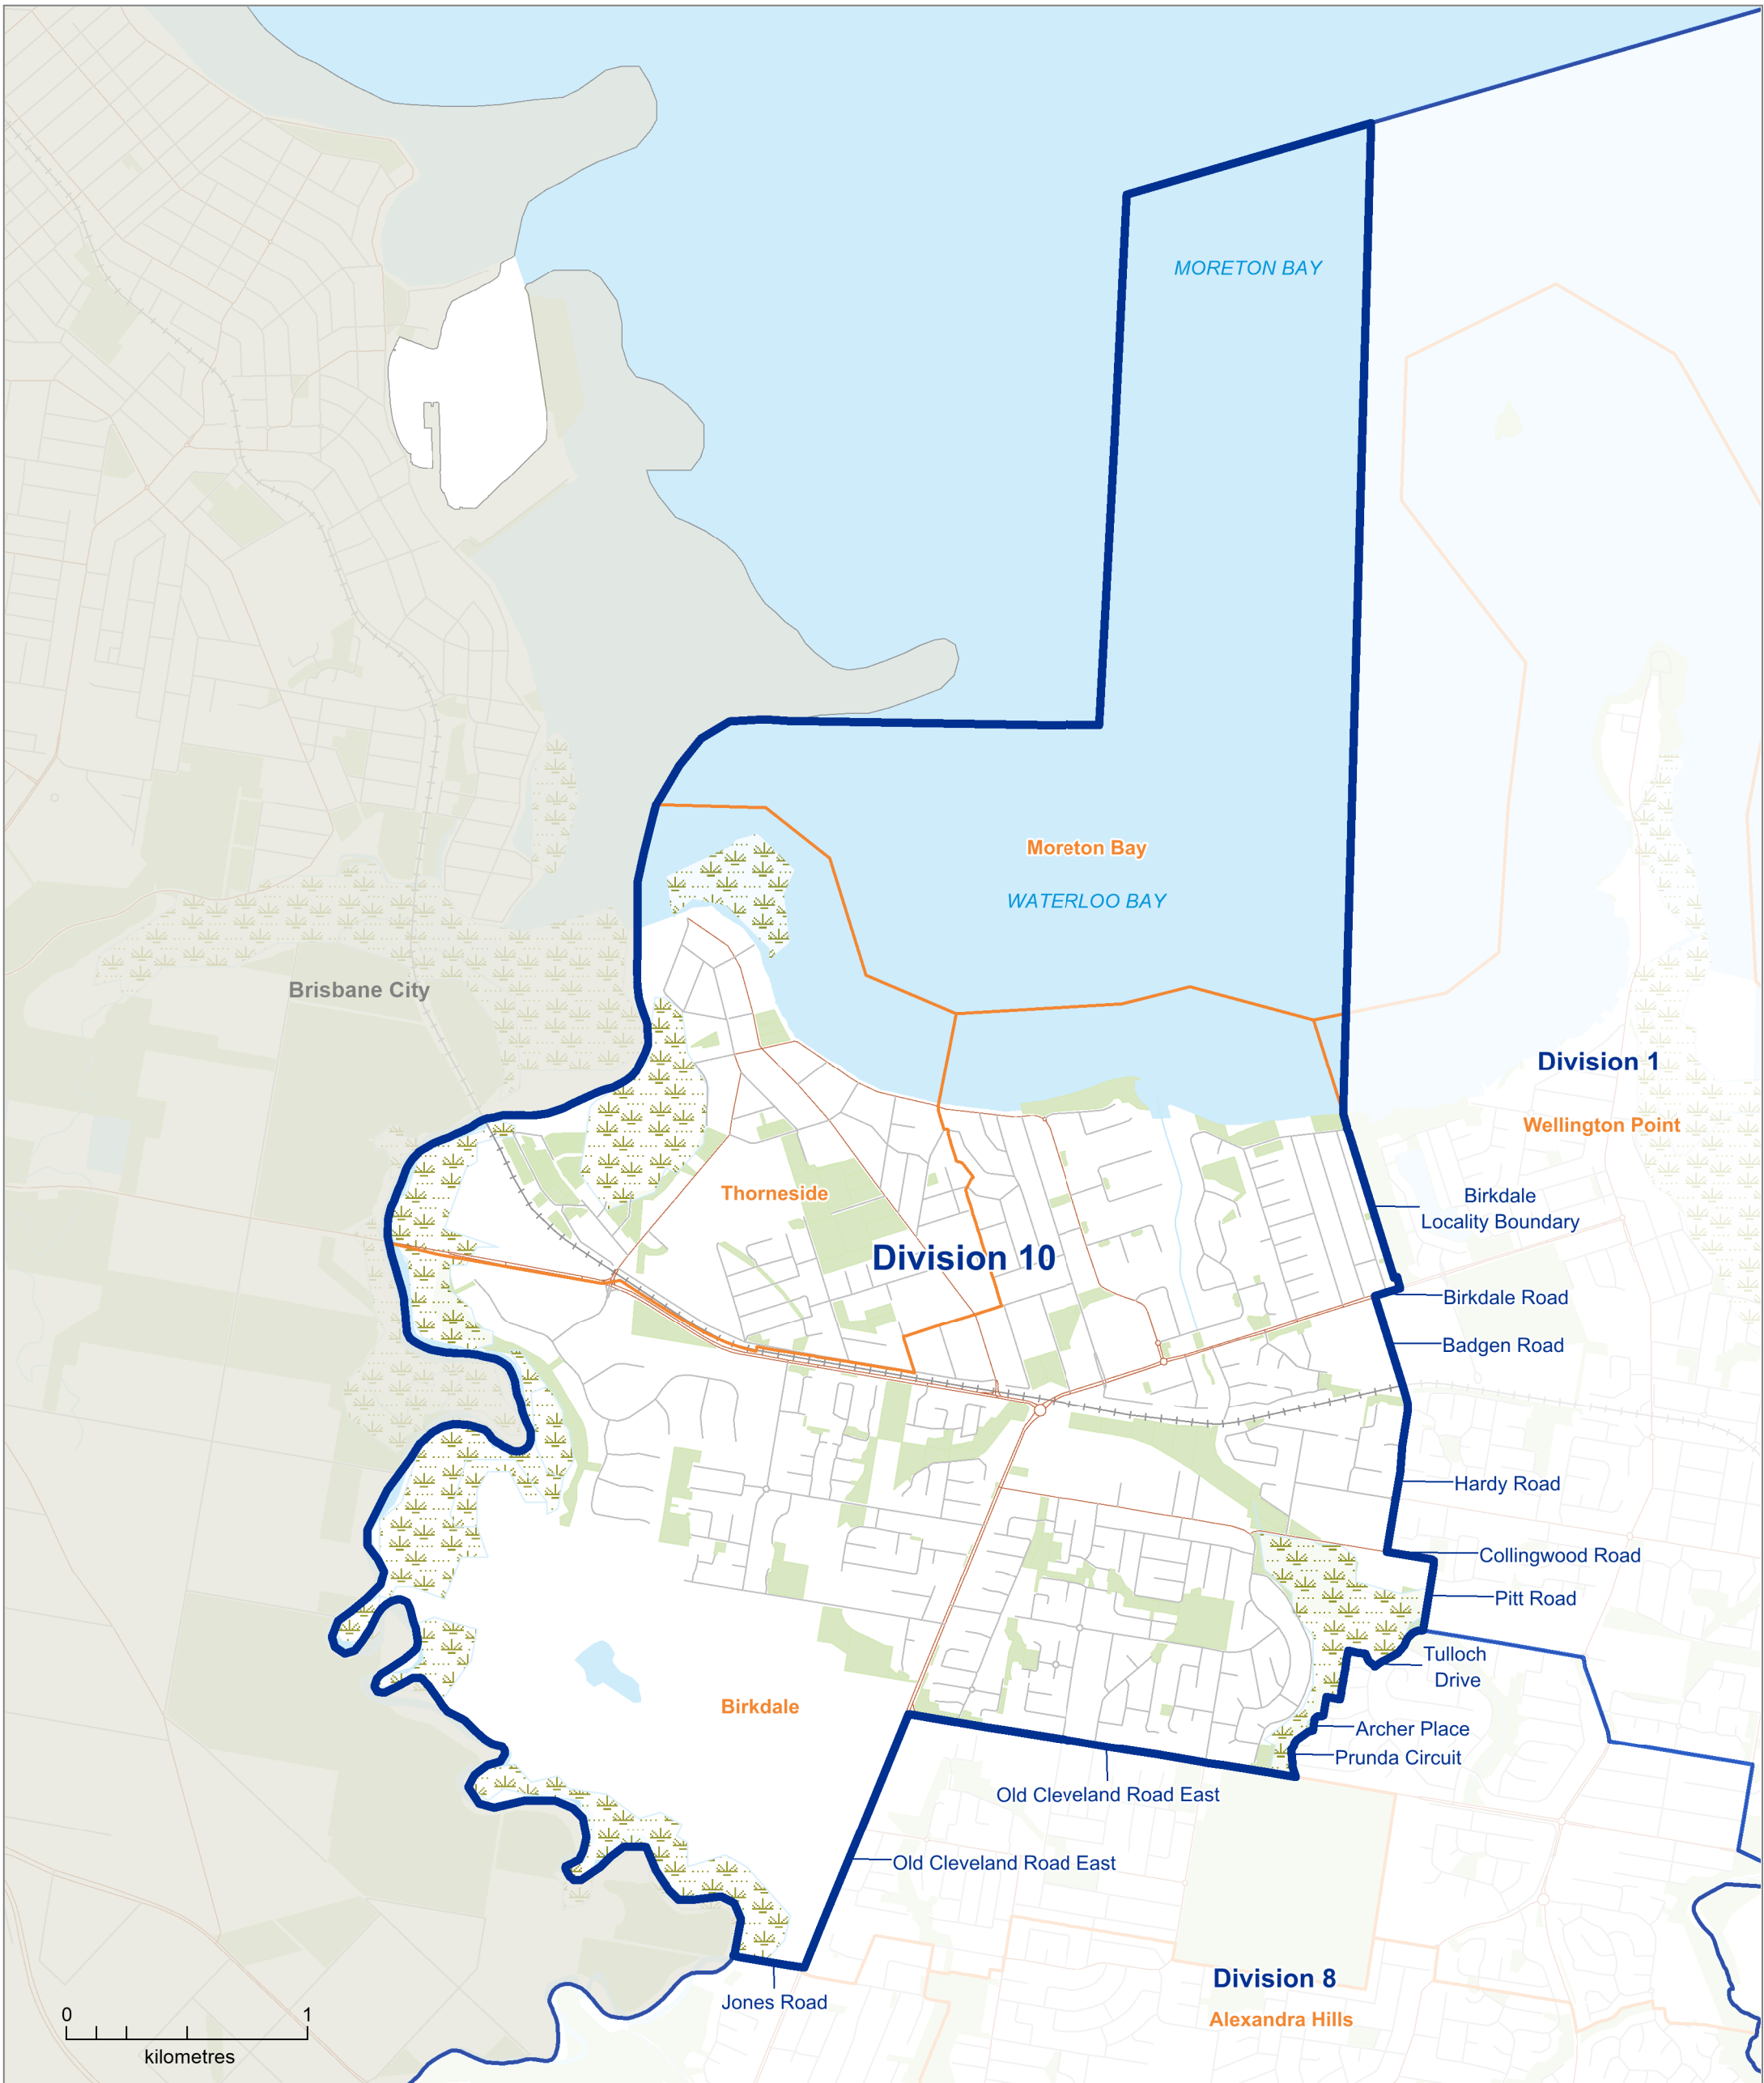 MORETON BAY
Moreton Bay
WATERLOO BAY
Brisbane City
Division 1
Wellington Point
Thorneside
Birkdale
Locality Boundary
Division 10
Birkdale Road
Badgen Road
Hardy Road
Collingwood Road
Pitt Road
Tulloch
Drive
Birkdale
Archer Place
Prunda Circuit
Old Cleveland Road East
Old Cleveland Road East
Division 8
Jones Road
Alexandra Hills
0 1
kilometres